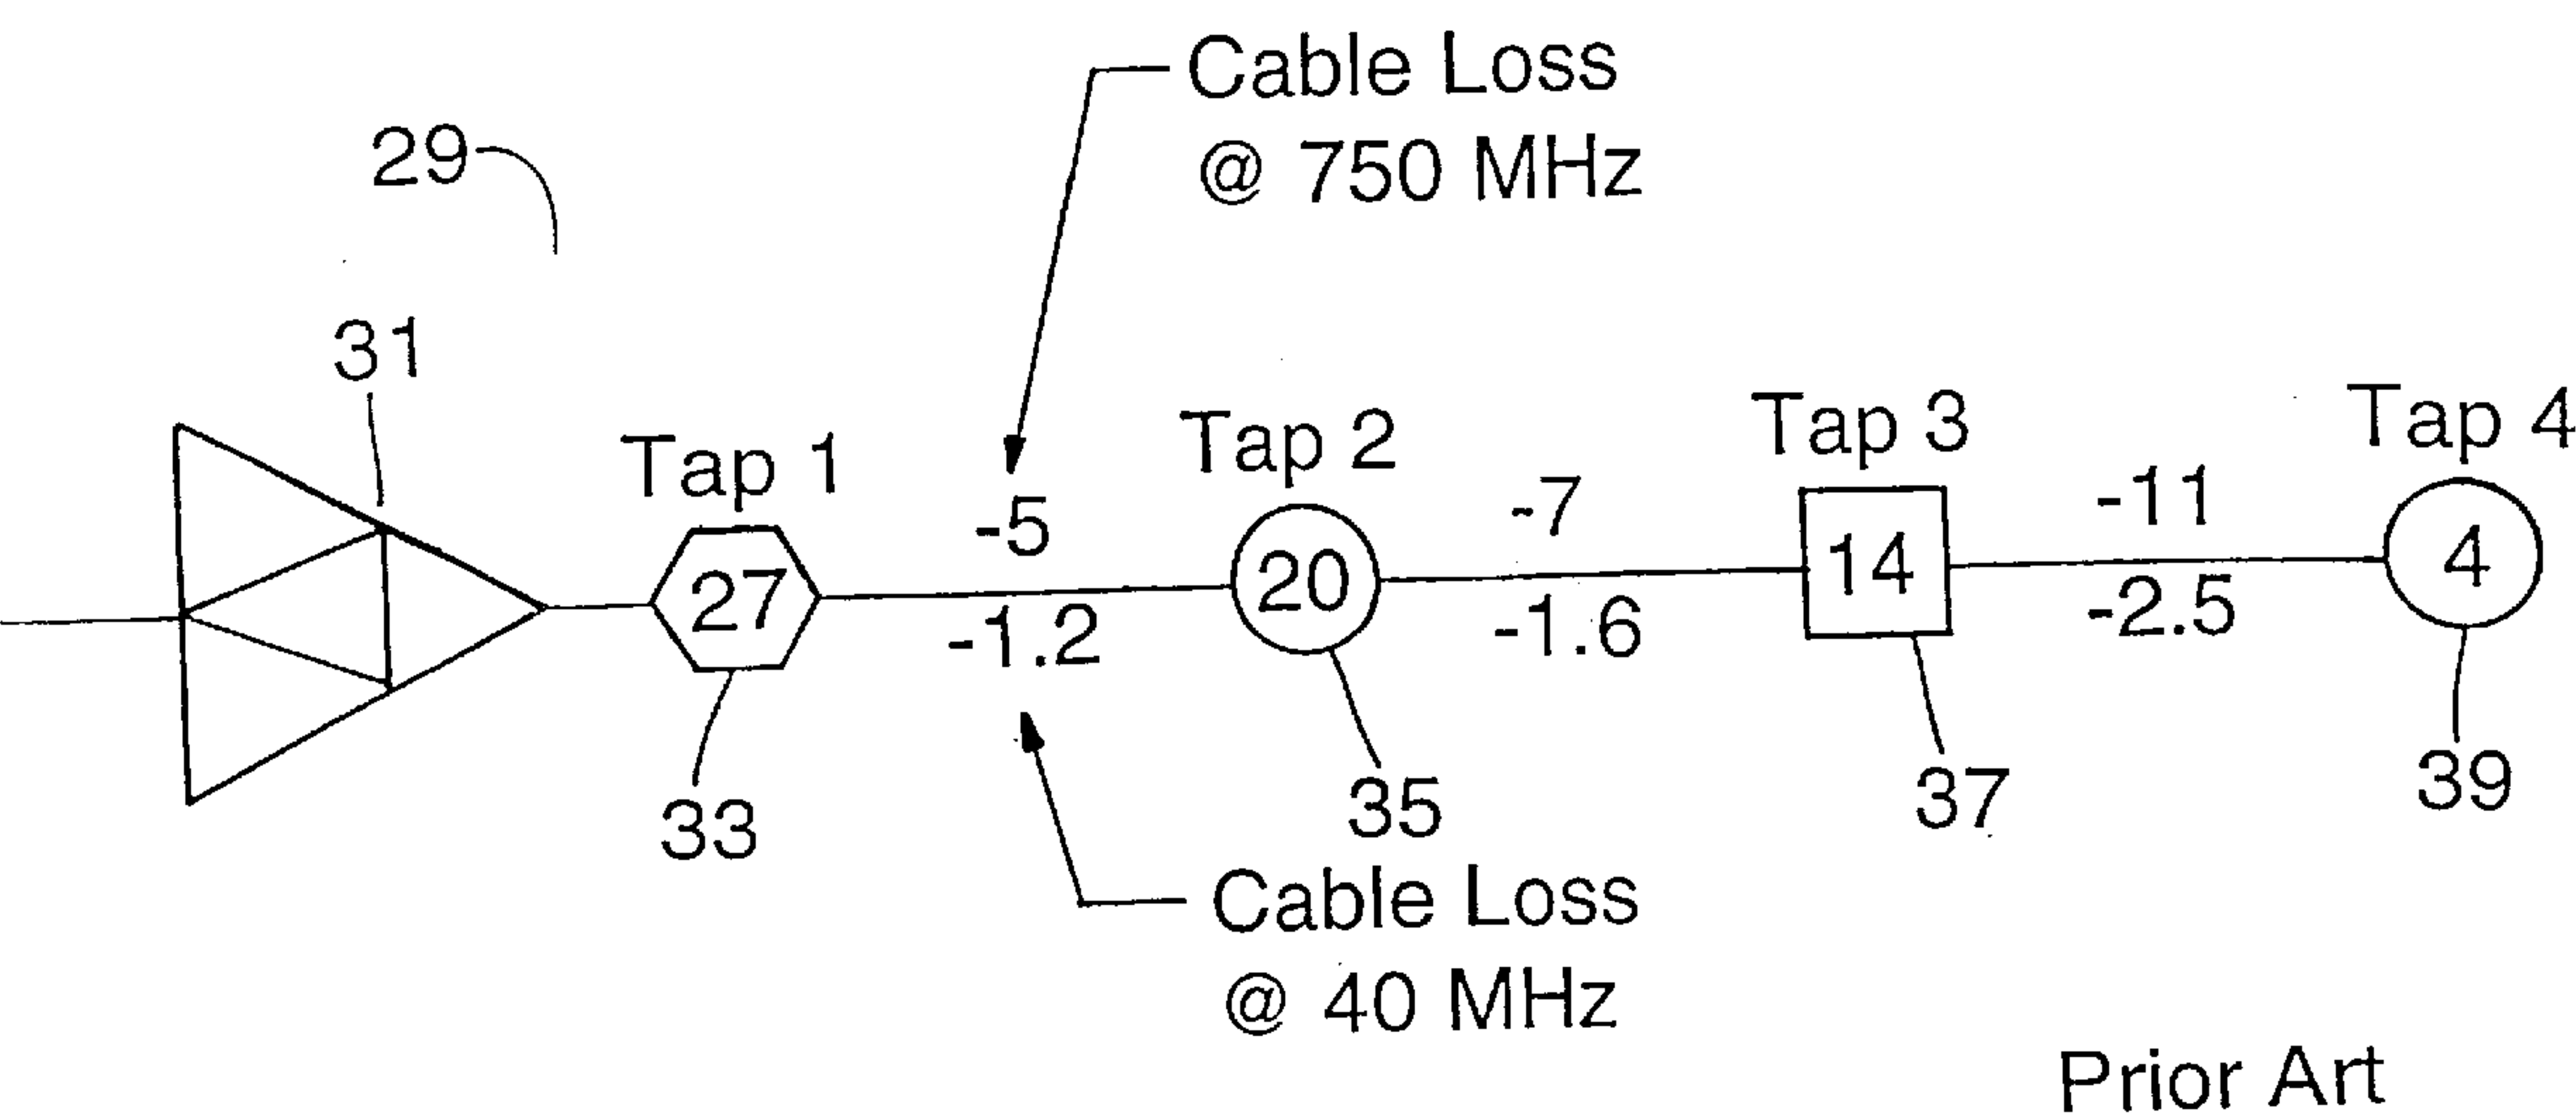 Cable Loss
@ 750 MHz
29
31
Tap 1
Tap 2
Tap 3
Tap 4
-5
-7
-11
27
20
14
4
-1.2
-1.6
-2.5
33
35
37
39
Cable Loss
@ 40 MHz
Prior Art